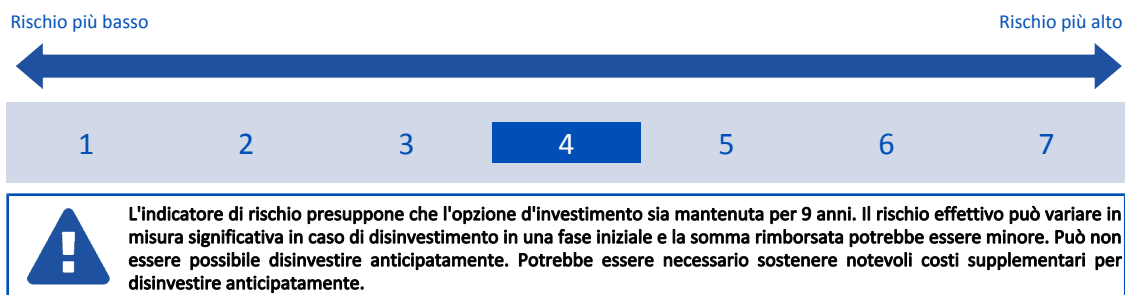 Rischio più basso Rischio più alto
1 2 3 4 5 6 7
L'indicatore di rischio presuppone che l'opzione d'investimento sia mantenuta per 9 anni. Il rischio effettivo può variare in
misura significativa in caso di disinvestimento in una fase iniziale e la somma rimborsata potrebbe essere minore. Può non
essere possibile disinvestire anticipatamente. Potrebbe essere necessario sostenere notevoli costi supplementari per
disinvestire anticipatamente.